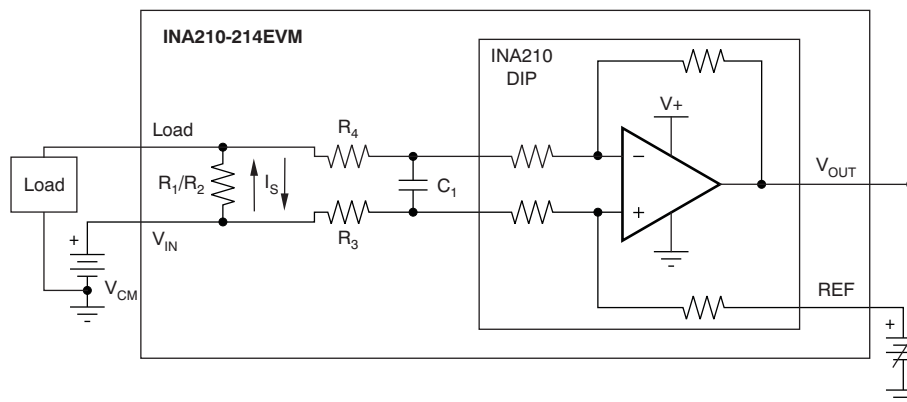 INA210-214EVM
INA210
DIP
V+
Load
R4
Load
R1/R2
IS
C1
−
+
VOUT
R3
VIN
+
VCM
REF
+